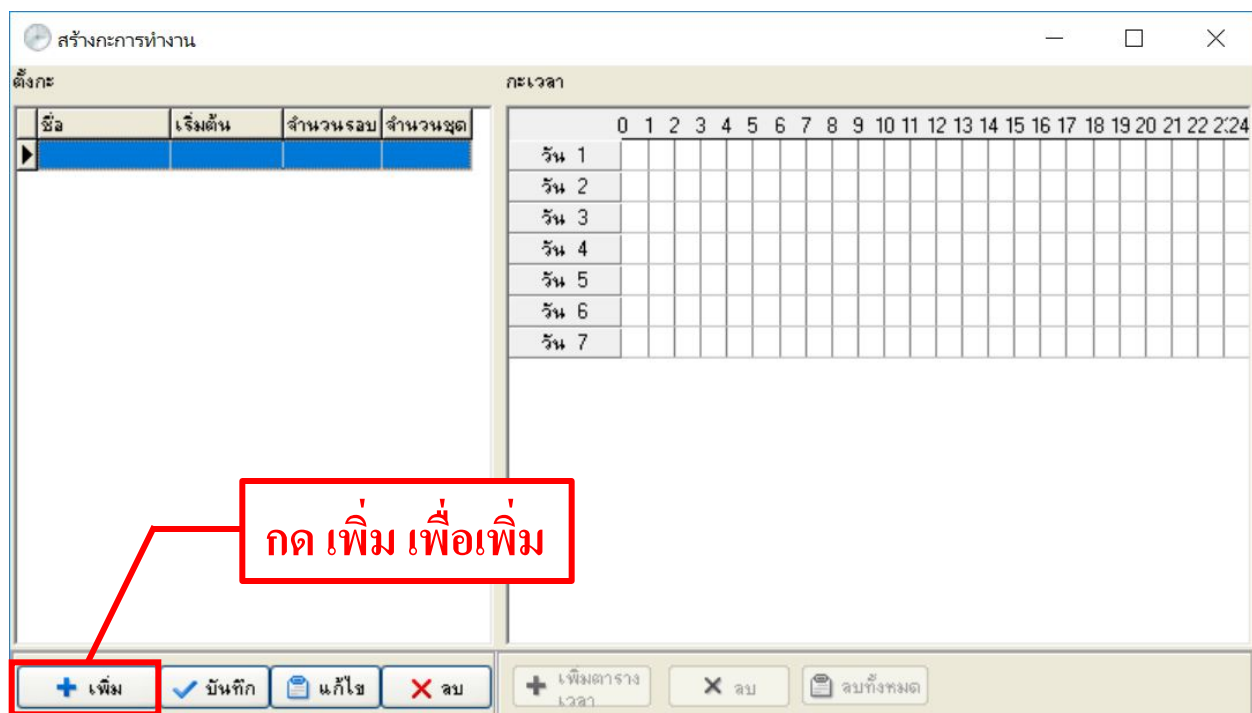 สร้างกะการทำงาน
ตั้งกะ
กะเวลา
ชื่อ เริ่มต้น จำนวนรอบ จำนวนชุด
0 1 2 3 4 5 6 7 8 9 10 11 12 13 14 15 16 17 18 19 20 21 22 2:24
วัน 1
วัน 2
วัน 3
วัน 4
วัน 5
วัน 6
วัน 7
กด เพิ่ม เพื่อเพิ่ม
เพิ่ม บันทึก แก้ไข ลบ
เพิ่มตาราง
เวลา
ลบ ลบทั้งหมด